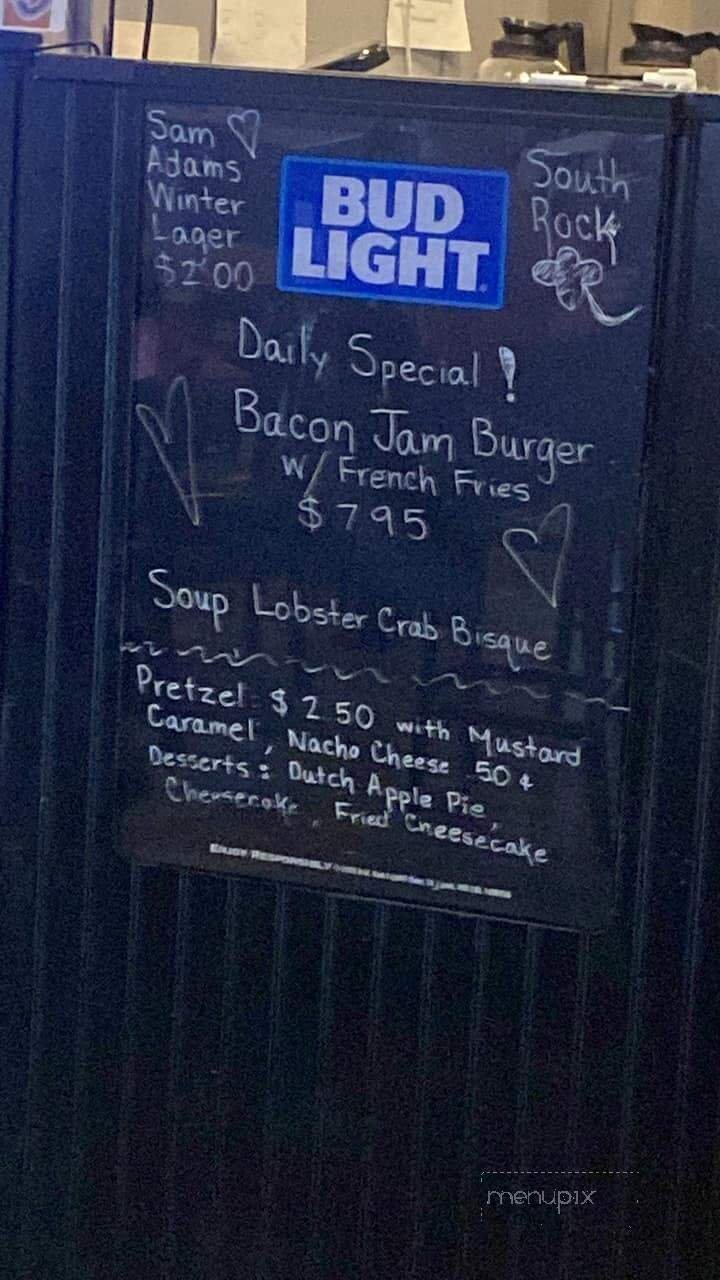 Sam
Adams
Winter
Lager
$2.00
BUD
LIGHT
South
Rock
Daily Special!
Bacon Jam Burger
w/ French Fries
$7.95
Soup Lobster Crab Bisque
Pretzel: $2.50 with Mustard
Caramel, Nacho Cheese .50¢
Desserts: Dutch Apple Pie,
Cheesecake, Fried Cheesecake
ENJOY RESPONSIBLY
menupix